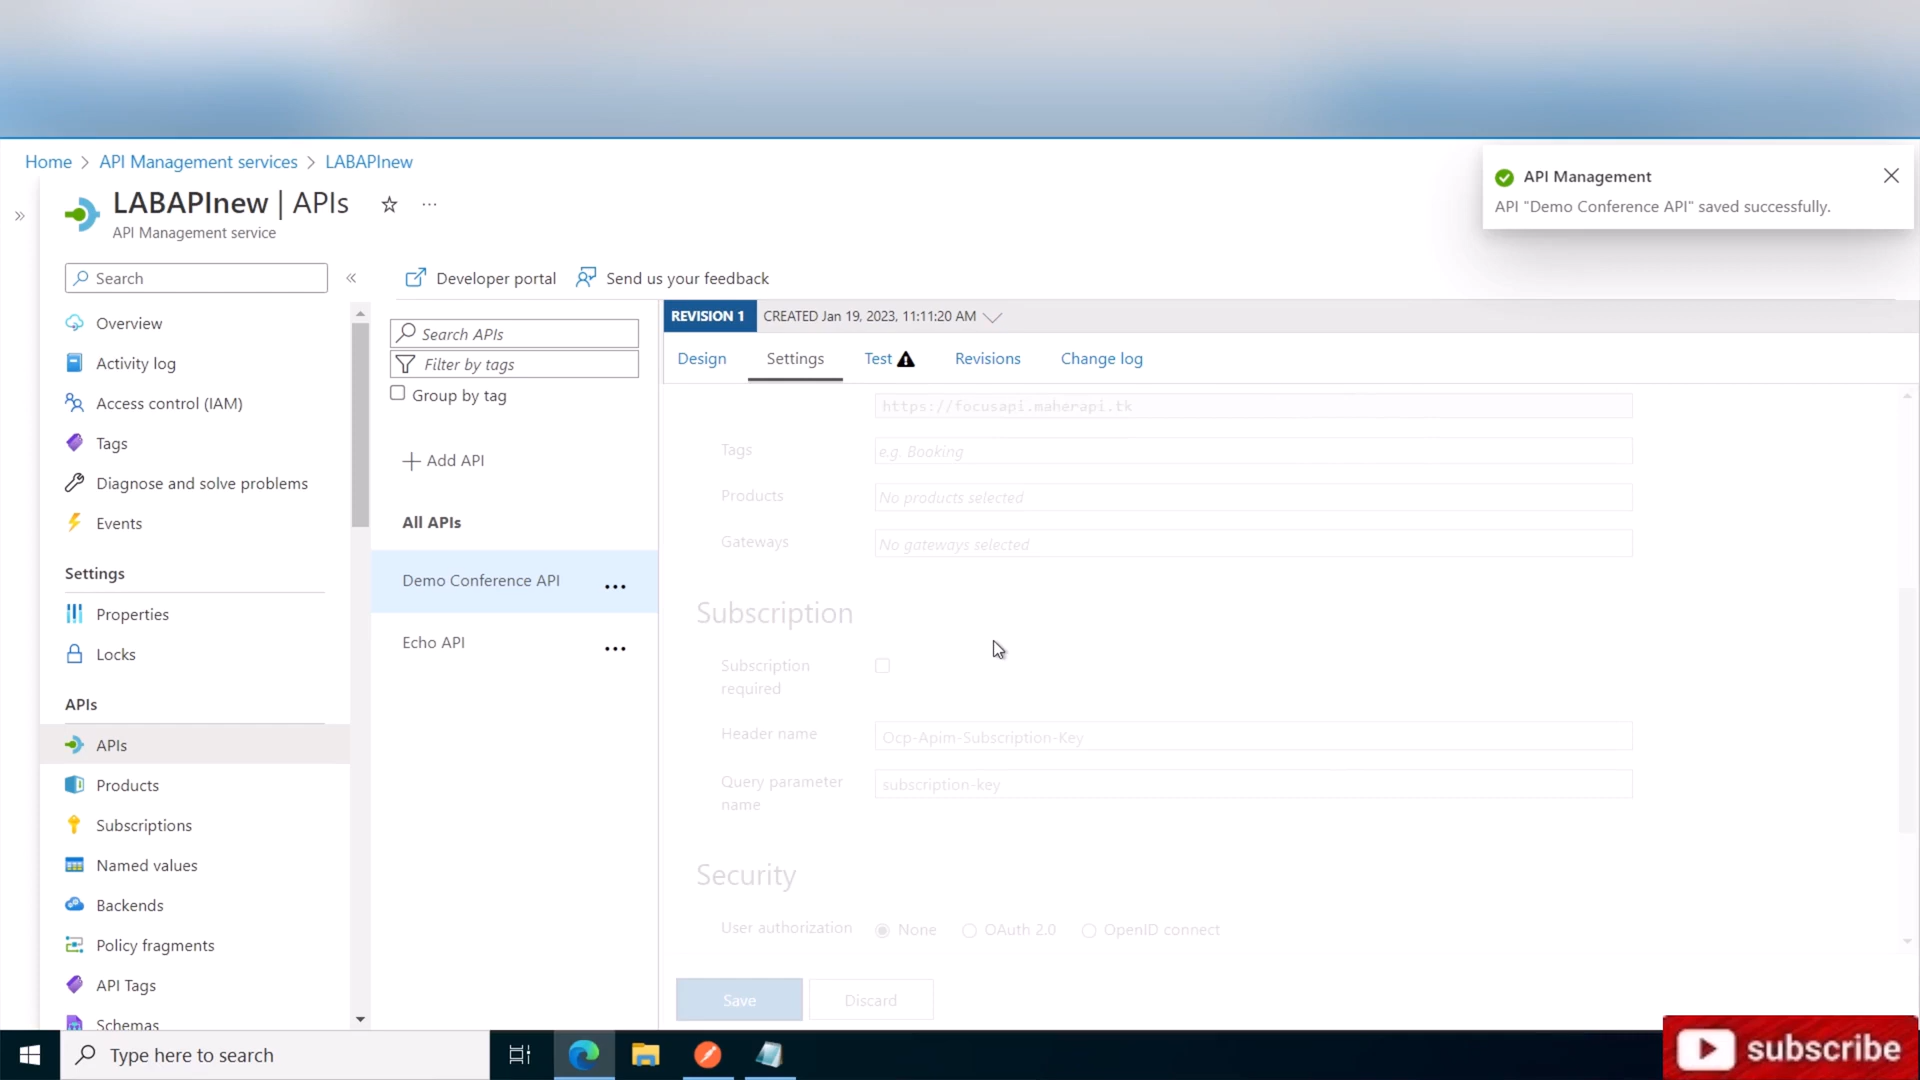 Home > API Management services > LABAPInew
API Management
API "Demo Conference API" saved successfully.
LABAPInew | APIs
API Management service
Search
Developer portal
Send us your feedback
Overview
Activity log
Access control (IAM)
Tags
Diagnose and solve problems
Events
Settings
Properties
Locks
APIs
APIs
Products
Subscriptions
Named values
Backends
Policy fragments
API Tags
Schemas
Search APIs
Filter by tags
Group by tag
+ Add API
All APIs
Demo Conference API
Echo API
REVISION 1 CREATED Jan 19, 2023, 11:11:20 AM
Design Settings Test Revisions Change log
https://focusapi.maherapi.tk
Tags e.g. Booking
Products No products selected
Gateways No gateways selected
Subscription
Subscription
required
Header name Ocp-Apim-Subscription-Key
Query parameter
name
subscription-key
Security
User authorization None OAuth 2.0 OpenID connect
Save Discard
Type here to search
subscribe